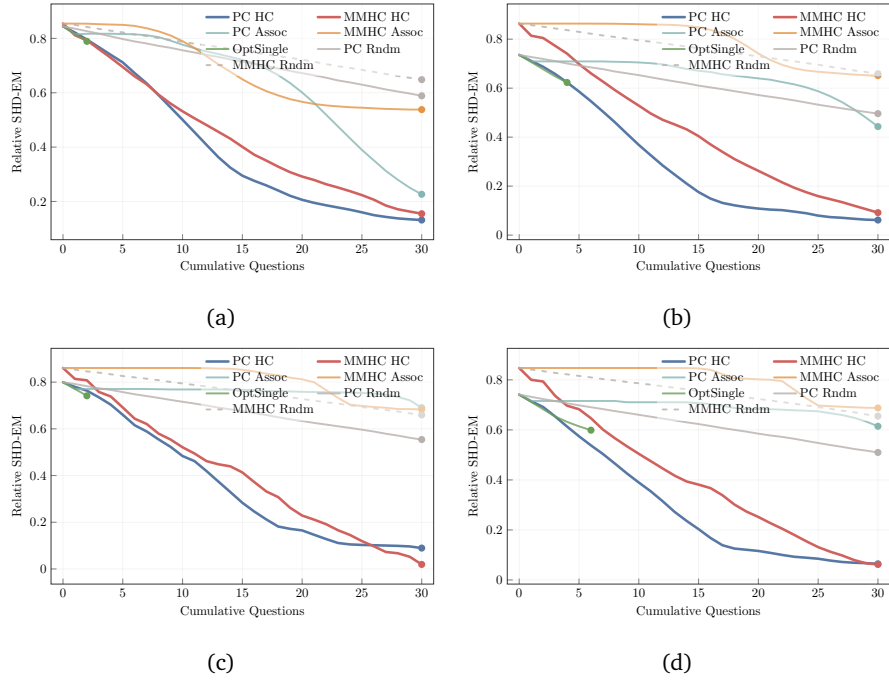 PC HC MMHC HC
PC Assoc MMHC Assoc
OptSingle PC Rndm
MMHC Rndm
Relative SHD-EM
0.8
0.6
0.4
0.2
0 5 10 15 20 25 30
Cumulative Questions
(a)
PC HC MMHC HC
PC Assoc MMHC Assoc
OptSingle PC Rndm
MMHC Rndm
Relative SHD-EM
0.8
0.6
0.4
0.2
0
0 5 10 15 20 25 30
Cumulative Questions
(b)
PC HC MMHC HC
PC Assoc MMHC Assoc
OptSingle PC Rndm
MMHC Rndm
Relative SHD-EM
0.8
0.6
0.4
0.2
0
0 5 10 15 20 25 30
Cumulative Questions
(c)
PC HC MMHC HC
PC Assoc MMHC Assoc
OptSingle PC Rndm
MMHC Rndm
Relative SHD-EM
0.8
0.6
0.4
0.2
0
0 5 10 15 20 25 30
Cumulative Questions
(d)